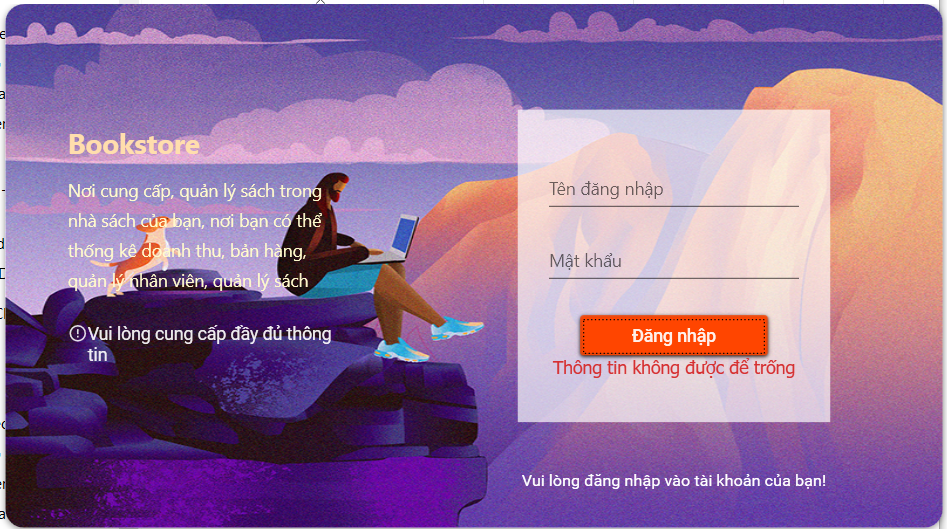 Bookstore
Nơi cung cấp, quản lý sách trong
nhà sách của bạn, nơi bạn có thể
thống kê doanh thu, bản hàng,
quản lý nhân viên, quản lý sách
Vui lòng cung cấp đầy đủ thông
tin
Tên đăng nhập
Mật khẩu
Đăng nhập
Thông tin không được để trống
Vui lòng đăng nhập vào tài khoản của bạn!